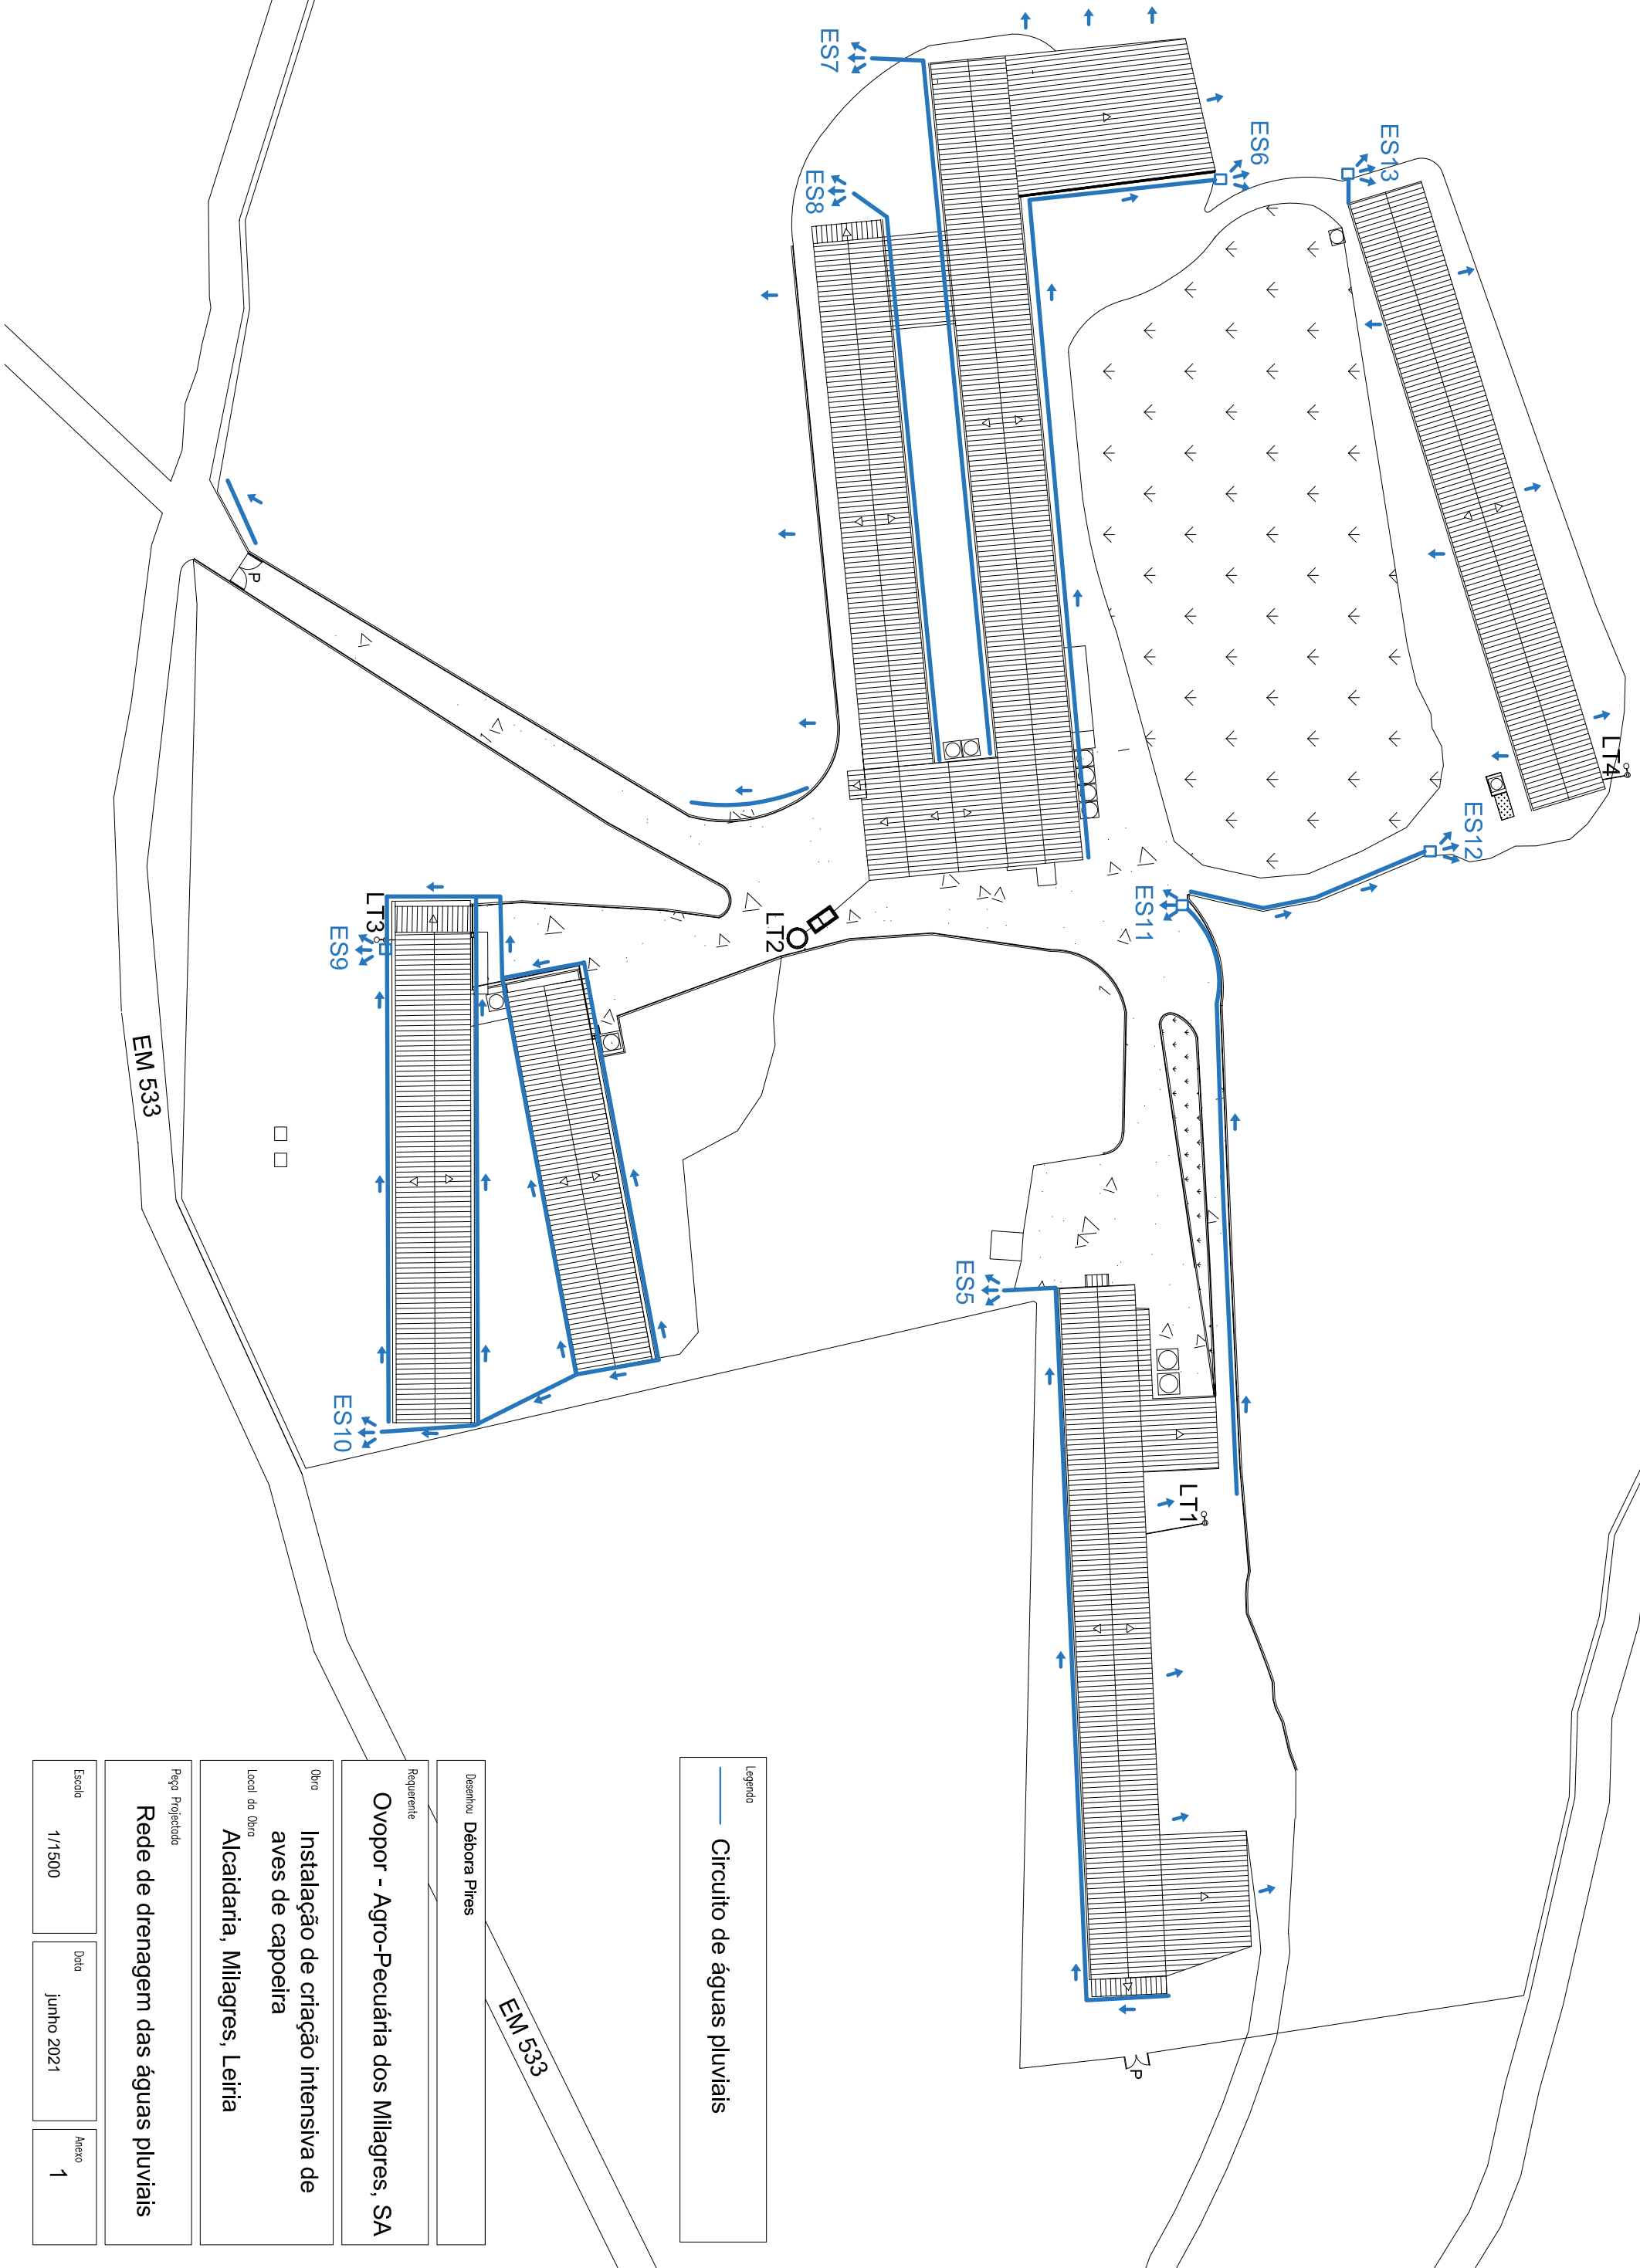 ES7
ES8
ES6
ES13
LT4
ES12
ES11
LT2
LT3
ES9
ES10
ES5
LT1
P
P
EM 533
EM 533
Legenda
Circuito de águas pluviais
Desenhou Débora Pires
Requerente
Ovopor - Agro-Pecuária dos Milagres, SA
Obra
Instalação de criação intensiva de
aves de capoeira
Local da Obra
Alcaidaria, Milagres, Leiria
Peça Projectada
Rede de drenagem das águas pluviais
Escala
1/1500
Data
junho 2021
Anexo
1